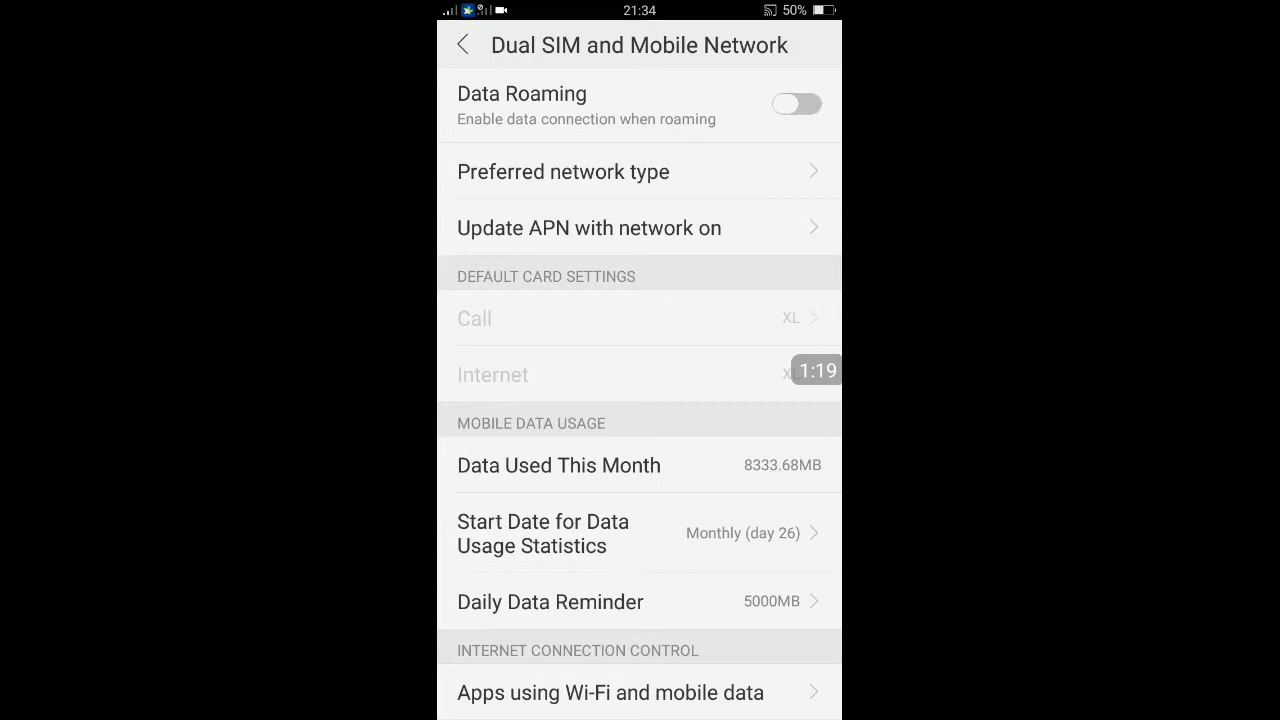 21:34
50%
Dual SIM and Mobile Network
Data Roaming
Enable data connection when roaming
Preferred network type
Update APN with network on
DEFAULT CARD SETTINGS
Call XL
Internet
1:19
MOBILE DATA USAGE
Data Used This Month 8333.68MB
Start Date for Data
Usage Statistics
Monthly (day 26)
Daily Data Reminder 5000MB
INTERNET CONNECTION CONTROL
Apps using Wi-Fi and mobile data